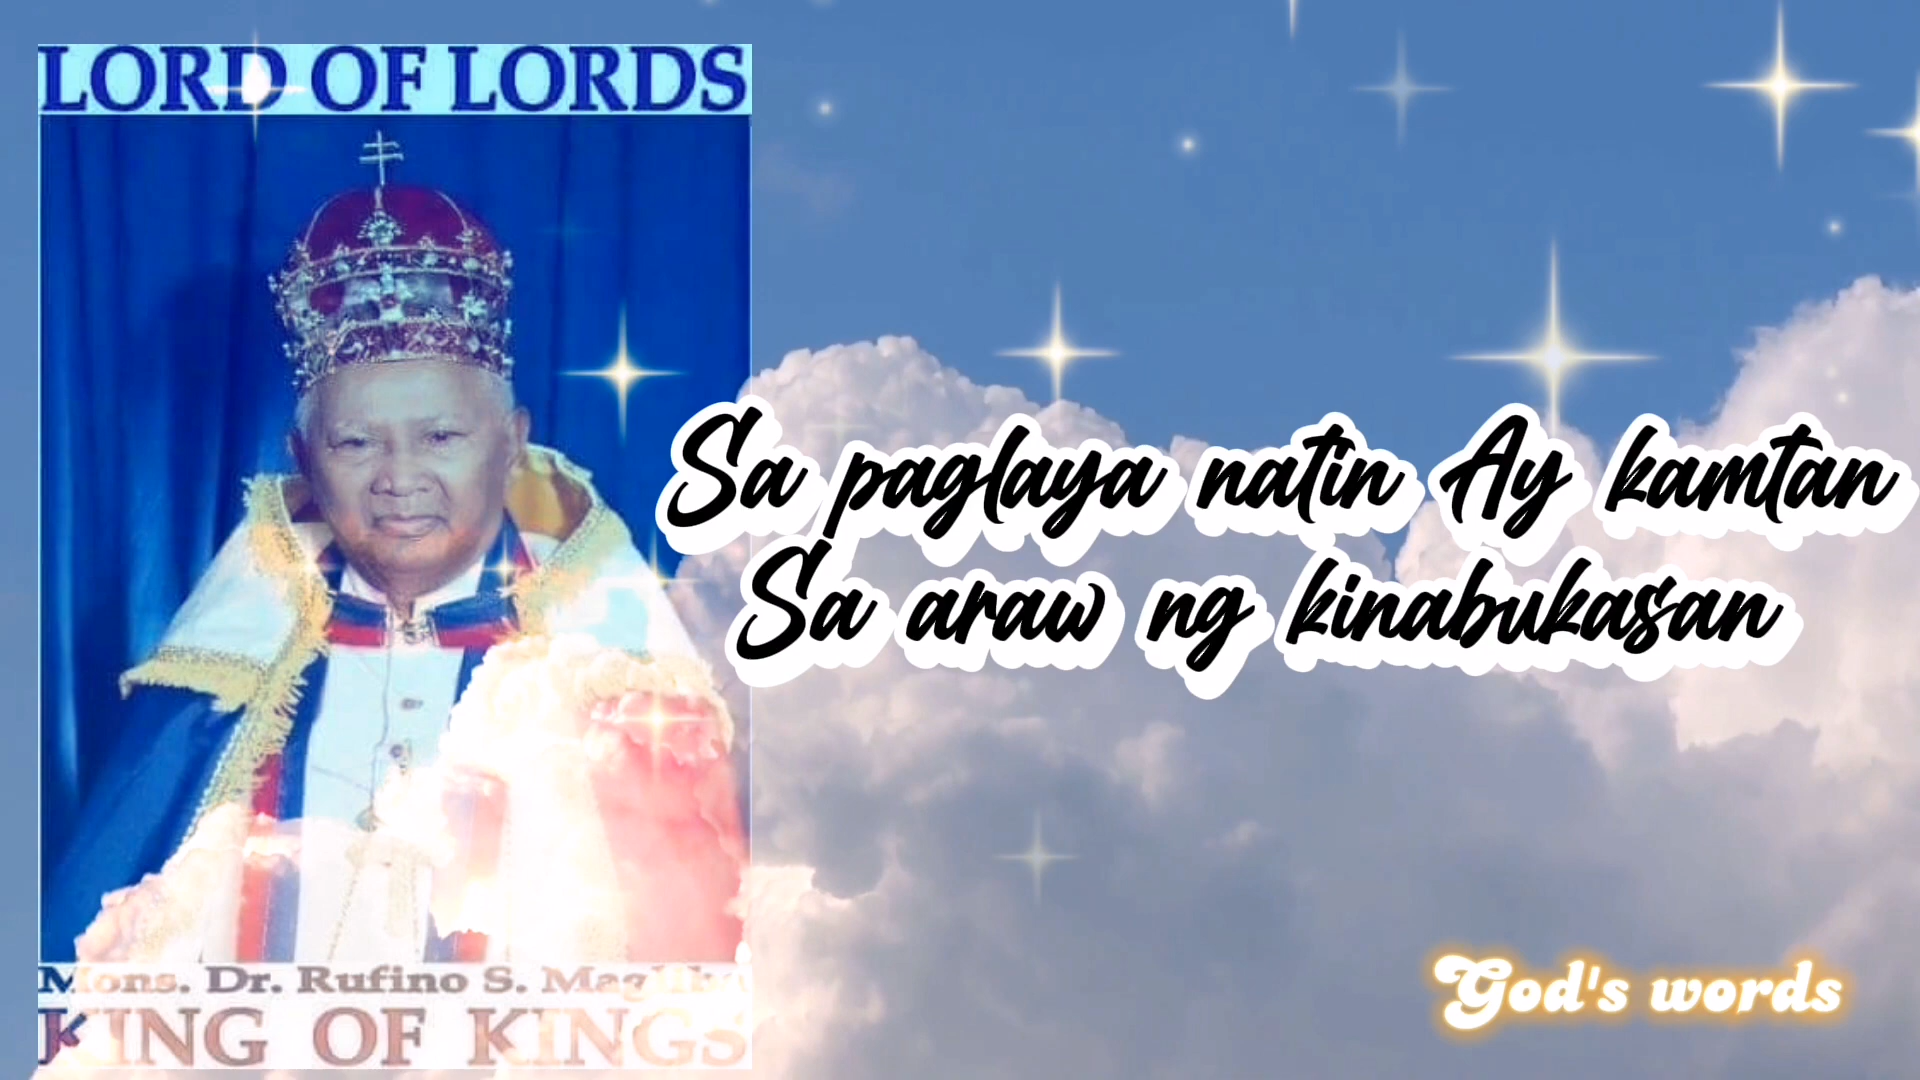 LORD OF LORDS
Sa paglaya natin Ay kamtan
Sa araw ng kinabukasan
Mons. Dr. Rufino S.
KING OF KINGS
God's words